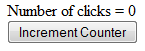 Number of clicks = 0
Increment Counter